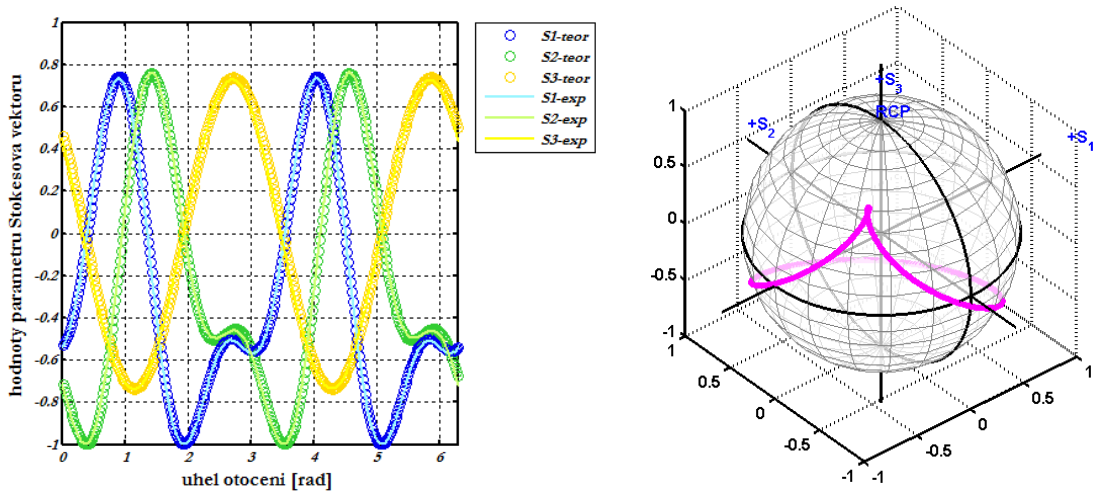 hodnoty parametru Stokesova vektoru
1
0.8
0.6
0.4
0.2
0
-0.2
-0.4
-0.6
-0.8
-1
0 1 2 3 4 5 6
uhel otoceni [rad]
S1-teor
S2-teor
S3-teor
S1-exp
S2-exp
S3-exp
+S3
RCP
+S2
+S1
1
0.5
0
-0.5
-1
1
0.5
0
-0.5
-1
-1
-0.5
0
0.5
1